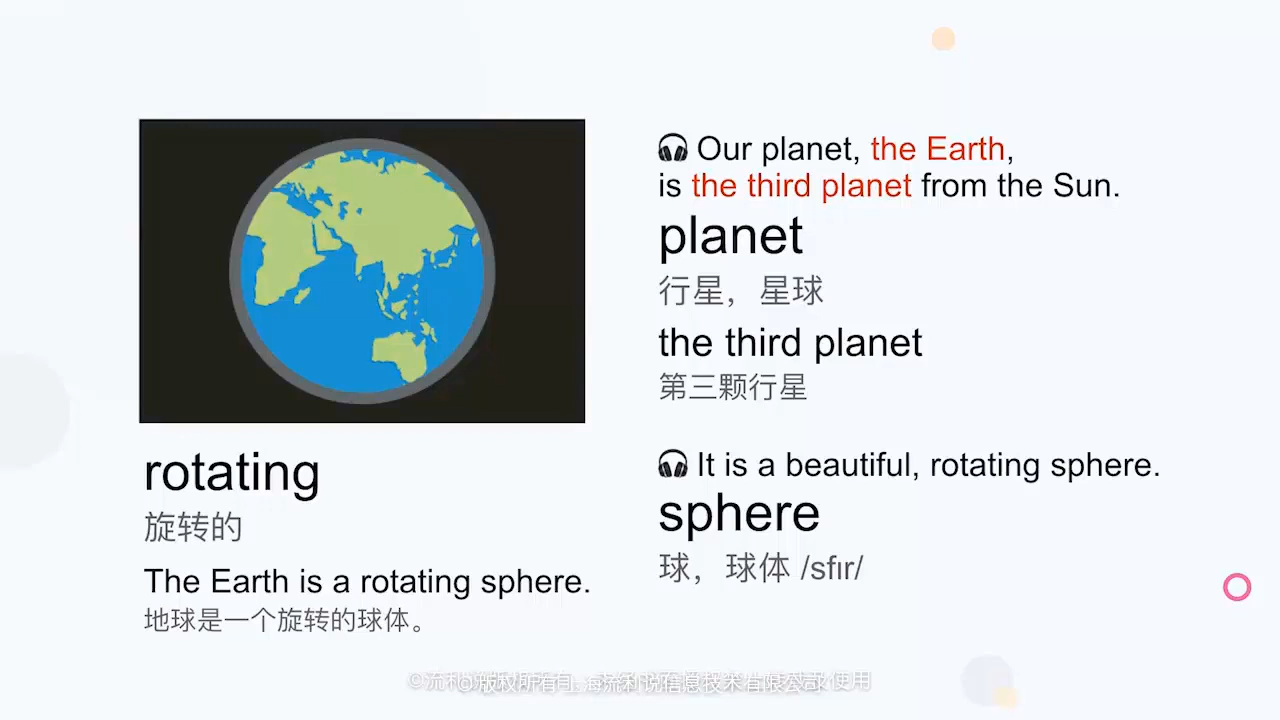 rotating
旋转的
The Earth is a rotating sphere.
地球是一个旋转的球体。
Our planet, the Earth,
is the third planet from the Sun.
planet
行星，星球
the third planet
第三颗行星
It is a beautiful, rotating sphere.
sphere
球，球体 /sfɪr/